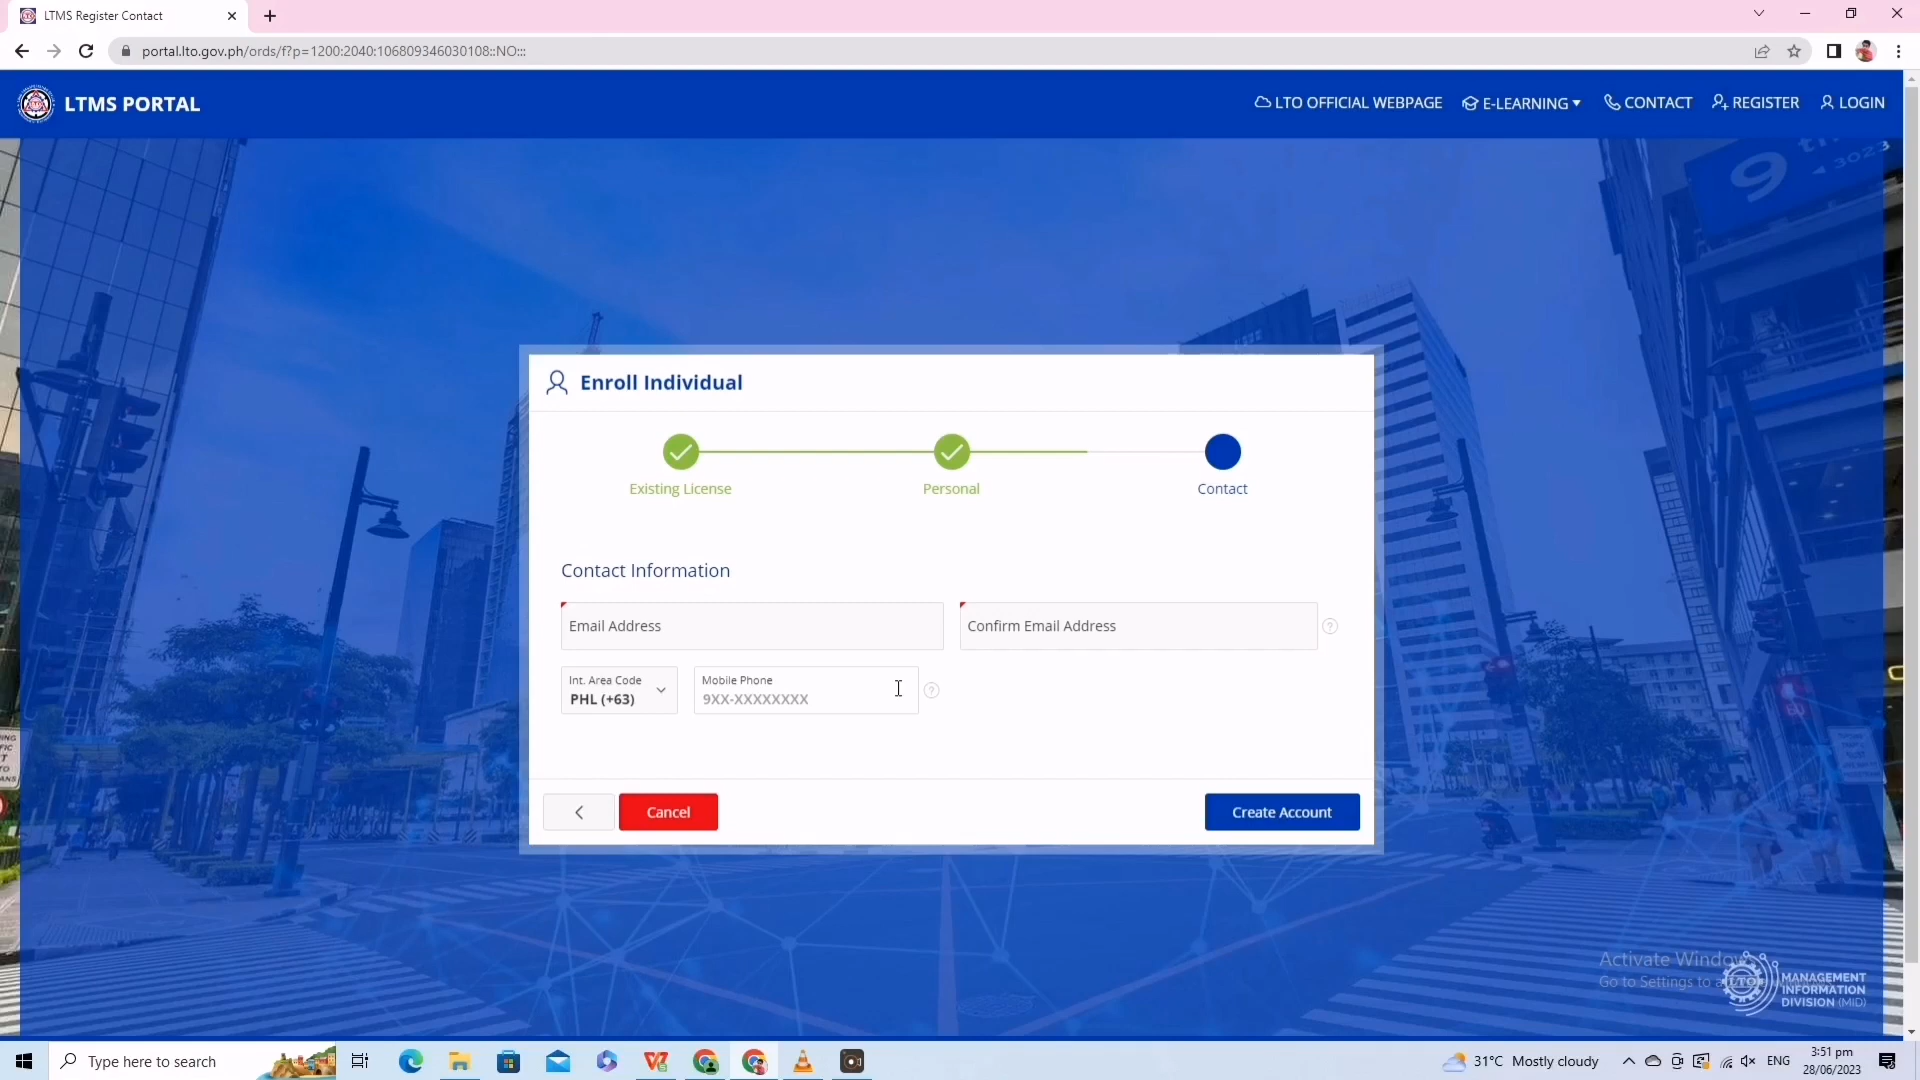 LTMS Register Contact
portal.lto.gov.ph/ords/f?p=1200:2040:106809346030108::NO:::
LTMS PORTAL
LTO OFFICIAL WEBPAGE
E-LEARNING
CONTACT
REGISTER
LOGIN
Enroll Individual
Existing License
Personal
Contact
Contact Information
Email Address
Confirm Email Address
Int. Area Code
PHL (+63)
Mobile Phone
9XX-XXXXXXXX
Cancel
Create Account
Activate Window
Go to Settings to a
MANAGEMENT
INFORMATION
DIVISION (MID)
Type here to search
31°C Mostly cloudy
ENG
3:51 pm
28/06/2023